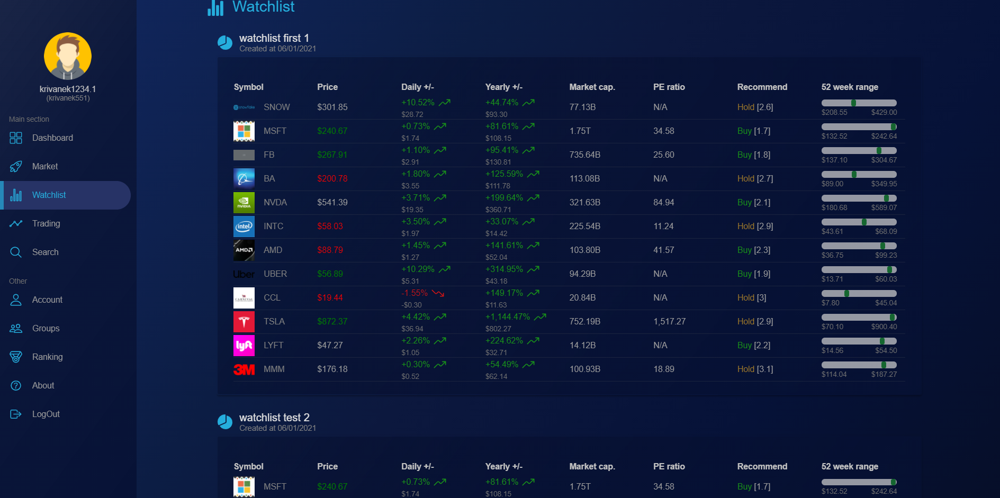 Watchlist
krivanek1234.1
(krivanek551)
Main section
Dashboard
Market
Watchlist
Trading
Search
Other
Account
Groups
Ranking
About
LogOut
watchlist first 1
Created at 06/01/2021
Symbol Price Daily +/- Yearly +/- Market cap. PE ratio Recommend 52 week range
snowflake SNOW $301.85 +10.52% +44.74% 77.13B N/A Hold [2.6]
$28.72 $93.30 $208.55 $429.00
MSFT $240.67 +0.73% +81.61% 1.75T 34.58 Buy [1.7]
$1.74 $108.15 $132.52 $242.64
FB $267.91 +1.10% +95.41% 735.64B 25.60 Buy [1.8]
$2.91 $130.81 $137.10 $304.67
BA $200.78 +1.80% +125.59% 113.08B N/A Hold [2.7]
$3.55 $111.78 $89.00 $349.95
NVIDIA NVDA $541.39 +3.71% +199.64% 321.63B 84.94 Buy [2.1]
$19.35 $360.71 $180.68 $589.07
intel INTC $58.03 +3.50% +33.07% 225.54B 11.24 Hold [2.9]
$1.97 $14.42 $43.61 $68.09
AMD AMD $88.79 +1.45% +141.61% 103.80B 41.57 Buy [2.3]
$1.27 $52.04 $36.75 $99.23
Uber UBER $56.89 +10.29% +314.95% 94.29B N/A Buy [1.9]
$5.31 $43.18 $13.71 $60.03
CARNIVAL CCL $19.44 -1.55% +149.17% 20.84B N/A Hold [3]
-$0.30 $11.63 $7.80 $45.04
TSLA $872.37 +4.42% +1,144.47% 752.19B 1,517.27 Hold [2.9]
$36.94 $802.27 $70.10 $900.40
lyft LYFT $47.27 +2.26% +224.62% 14.12B N/A Buy [2.2]
$1.05 $32.71 $14.56 $54.50
3M MMM $176.18 +0.30% +54.49% 100.93B 18.89 Hold [3.1]
$0.52 $62.14 $114.04 $187.27
watchlist test 2
Created at 06/01/2021
Symbol Price Daily +/- Yearly +/- Market cap. PE ratio Recommend 52 week range
MSFT $240.67 +0.73% +81.61% 1.75T 34.58 Buy [1.7]
$1.74 $108.15 $132.52 $242.64